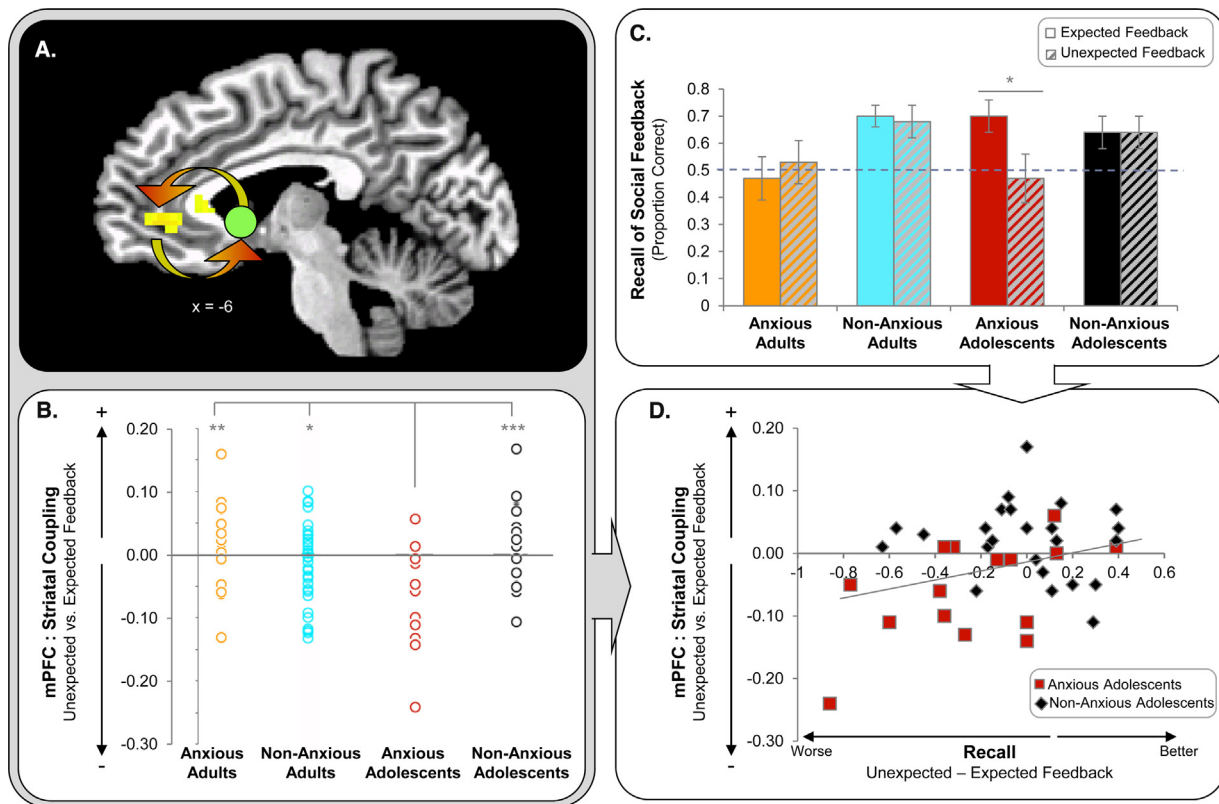 A.
x = -6
B.
+
mPFC : Striatal Coupling
Unexpected vs. Expected Feedback
-
0.20
0.10
0.00
-0.10
-0.20
-0.30
**
*
***
Anxious
Adults
Non-Anxious
Adults
Anxious
Adolescents
Non-Anxious
Adolescents
C.
Expected Feedback
Unexpected Feedback
Recall of Social Feedback
(Proportion Correct)
0.8
0.7
0.6
0.5
0.4
0.3
0.2
0.1
0
*
Anxious
Adults
Non-Anxious
Adults
Anxious
Adolescents
Non-Anxious
Adolescents
D.
+
mPFC : Striatal Coupling
Unexpected vs. Expected Feedback
-
0.20
0.10
0.00
-0.10
-0.20
-0.30
-1 -0.8 -0.6 -0.4 -0.2 0 0.2 0.4 0.6
Anxious Adolescents
Non-Anxious Adolescents
Worse Recall Better
Unexpected – Expected Feedback